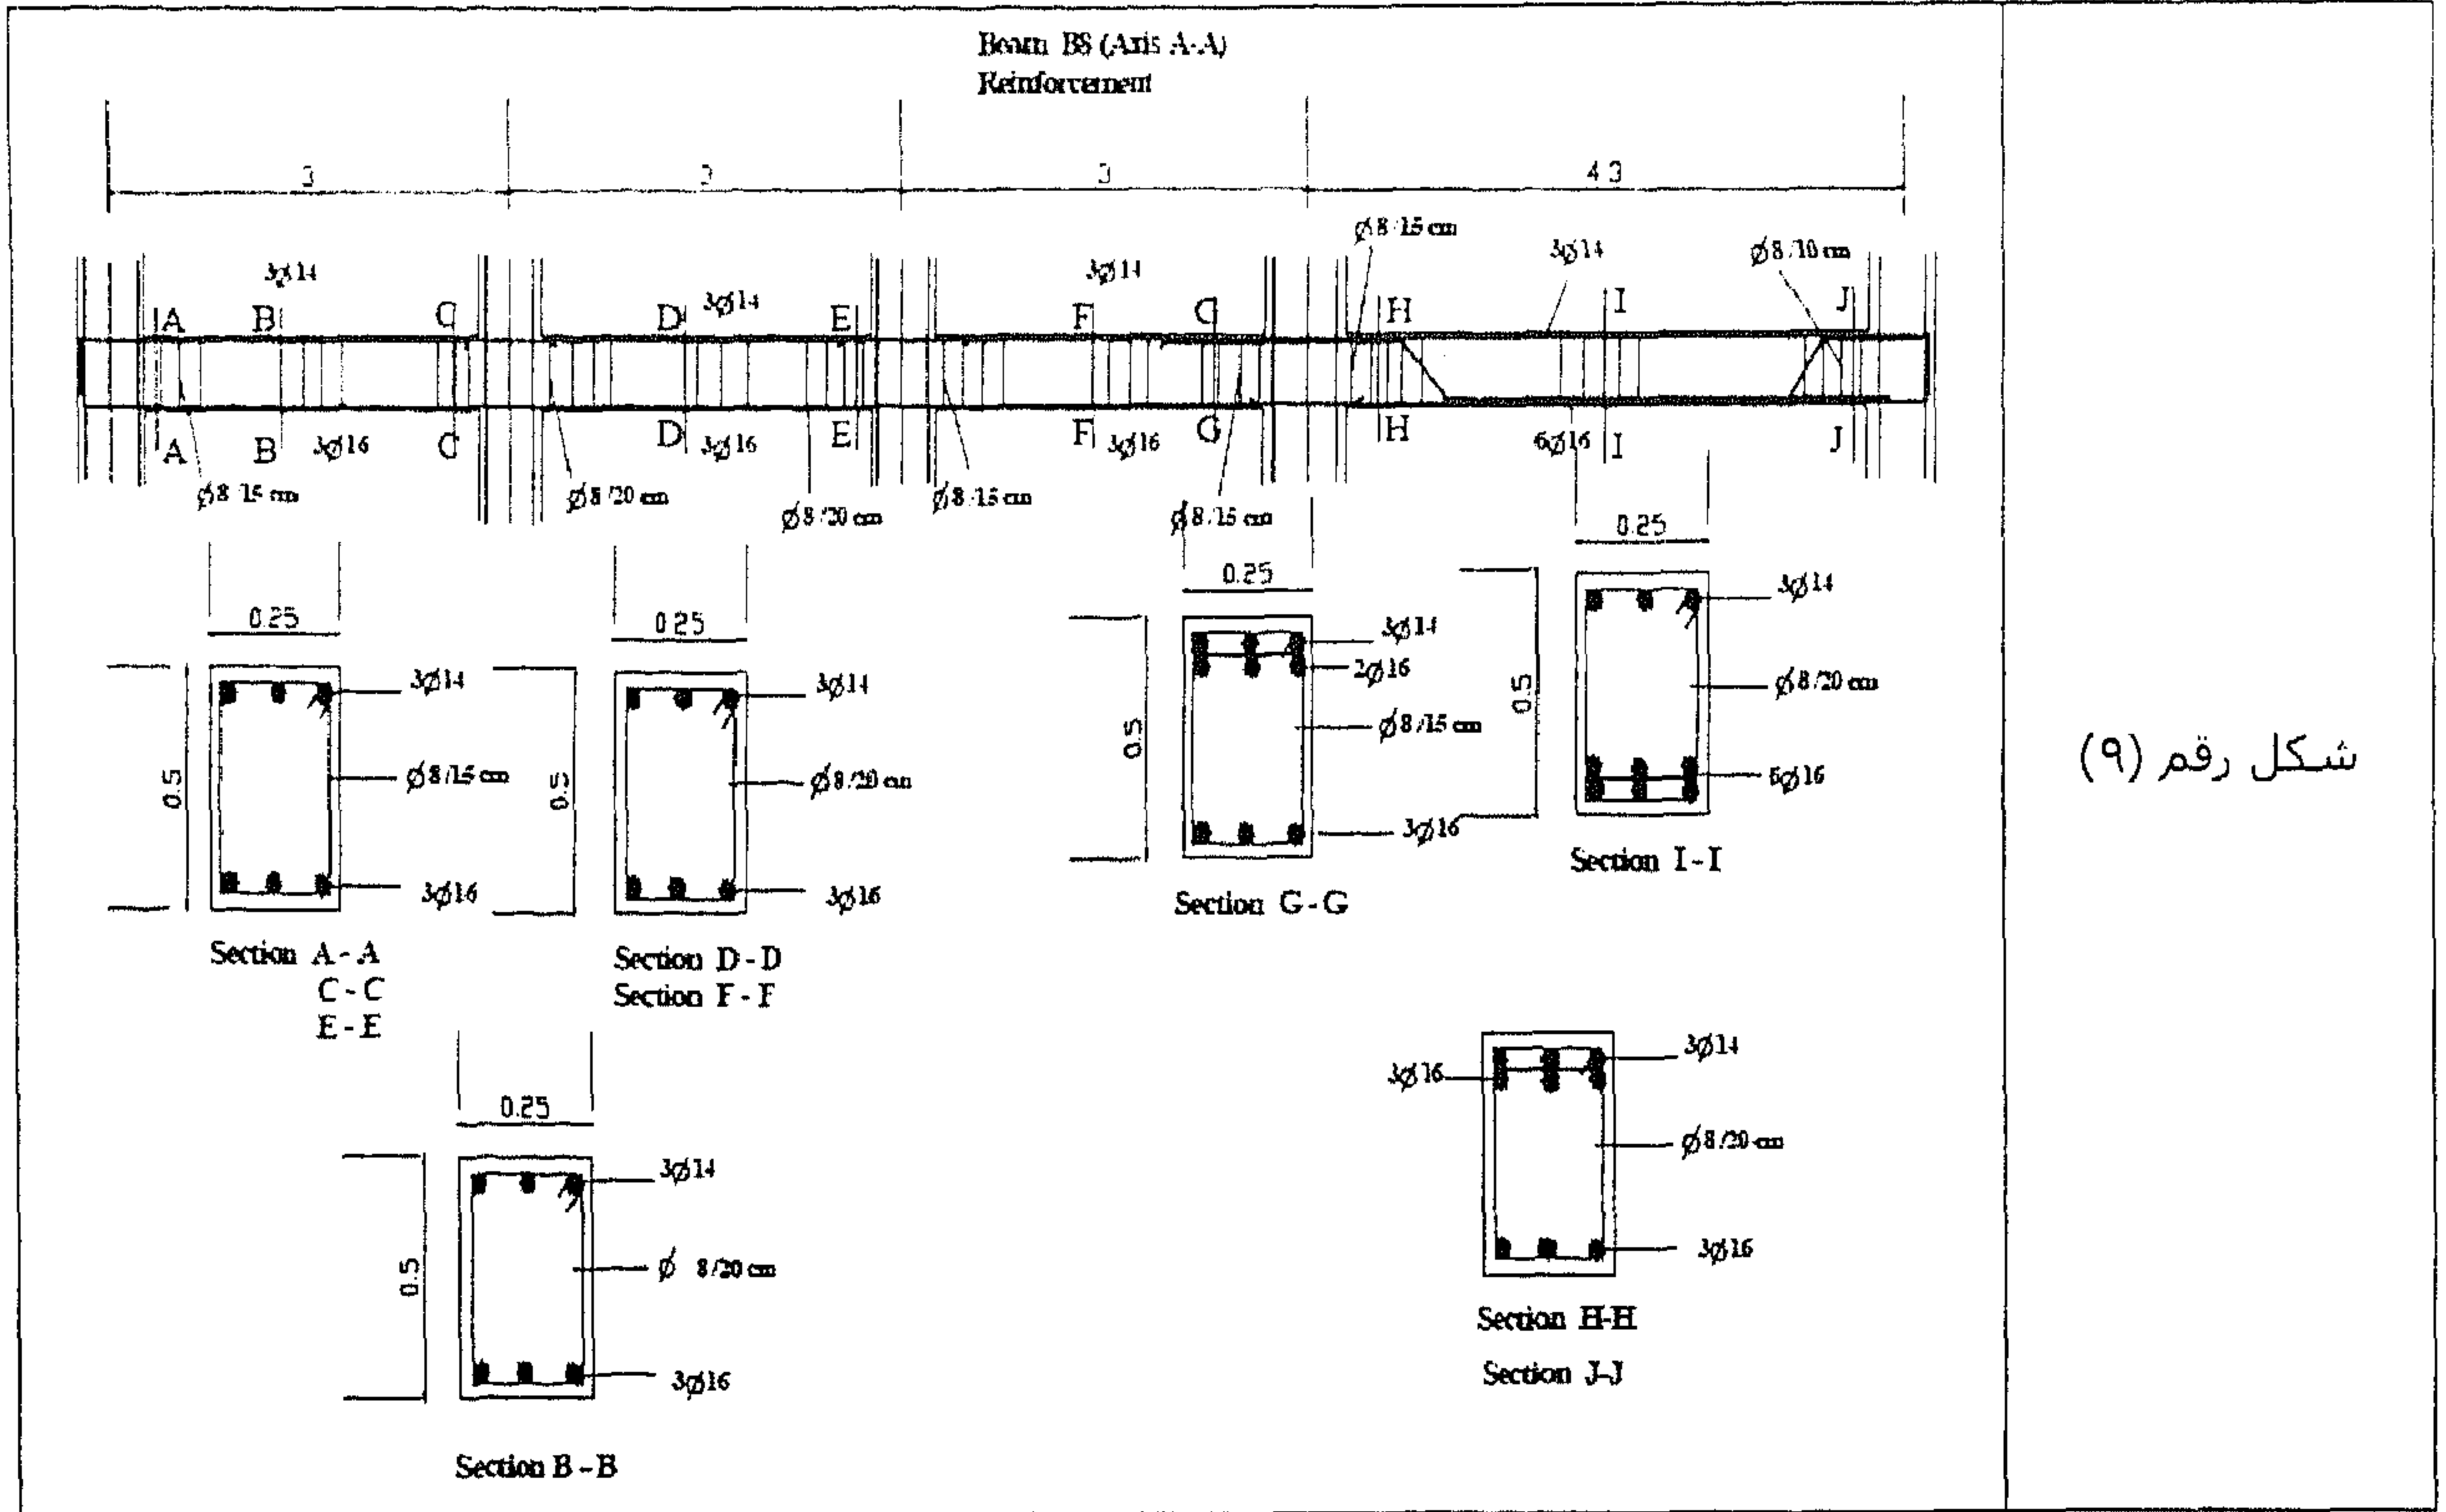 Beam B8 (Axis A-A)
Reinforcement
3
3
3
4 3
Ø8/15 cm
3Ø14
Ø8/10 cm
3Ø14
3Ø14
3Ø14
A
B
C
D
E
F
G
H
I
J
A
B
C
D
E
F
G
H
I
J
3Ø16
3Ø16
3Ø16
6Ø16
Ø8/15 cm
Ø8/20 cm
Ø8/20 cm
Ø8/15 cm
Ø8/15 cm
0.25
0.5
3Ø14
Ø8/15 cm
3Ø16
Section A - A
C - C
E - E
0.25
0.5
3Ø14
Ø8/20 cm
3Ø16
Section D - D
Section F - F
0.25
0.5
3Ø14
2Ø16
Ø8/15 cm
3Ø16
Section G - G
0.25
0.5
3Ø14
Ø8/20 cm
6Ø16
Section I - I
0.25
0.5
3Ø14
Ø 8/20 cm
3Ø16
Section B - B
3Ø16
3Ø14
Ø8/20 cm
3Ø16
Section H-H
Section J-J
شكل رقم (٩)